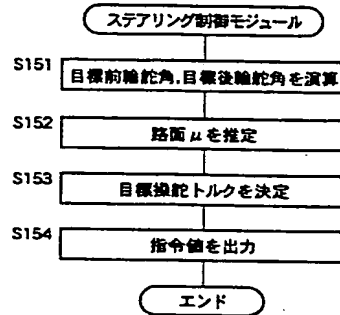 ステアリング制御モジュール
S151
目標前輪舵角,目標後輪舵角を演算
S152
路面μを推定
S153
目標操舵トルクを決定
S154
指令値を出力
エンド